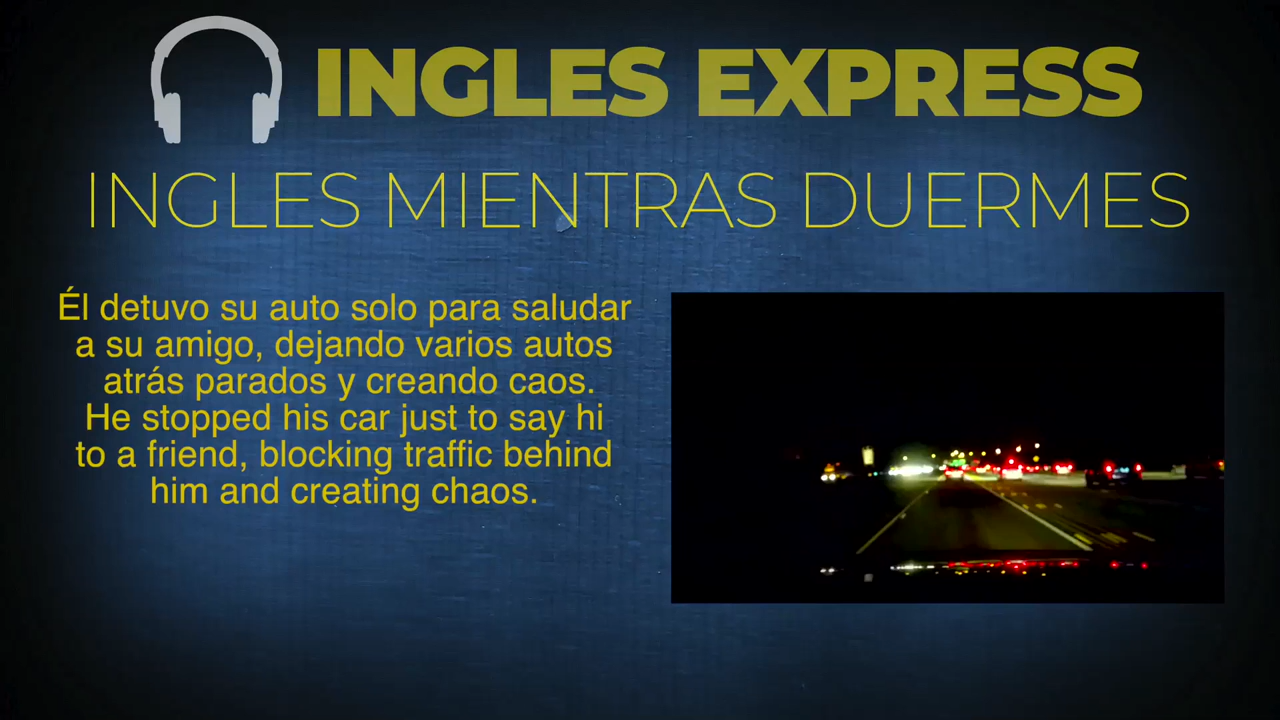 INGLES EXPRESS
INGLES MIENTRAS DUERMES
Él detuvo su auto solo para saludar
a su amigo, dejando varios autos
atrás parados y creando caos.
He stopped his car just to say hi
to a friend, blocking traffic behind
him and creating chaos.